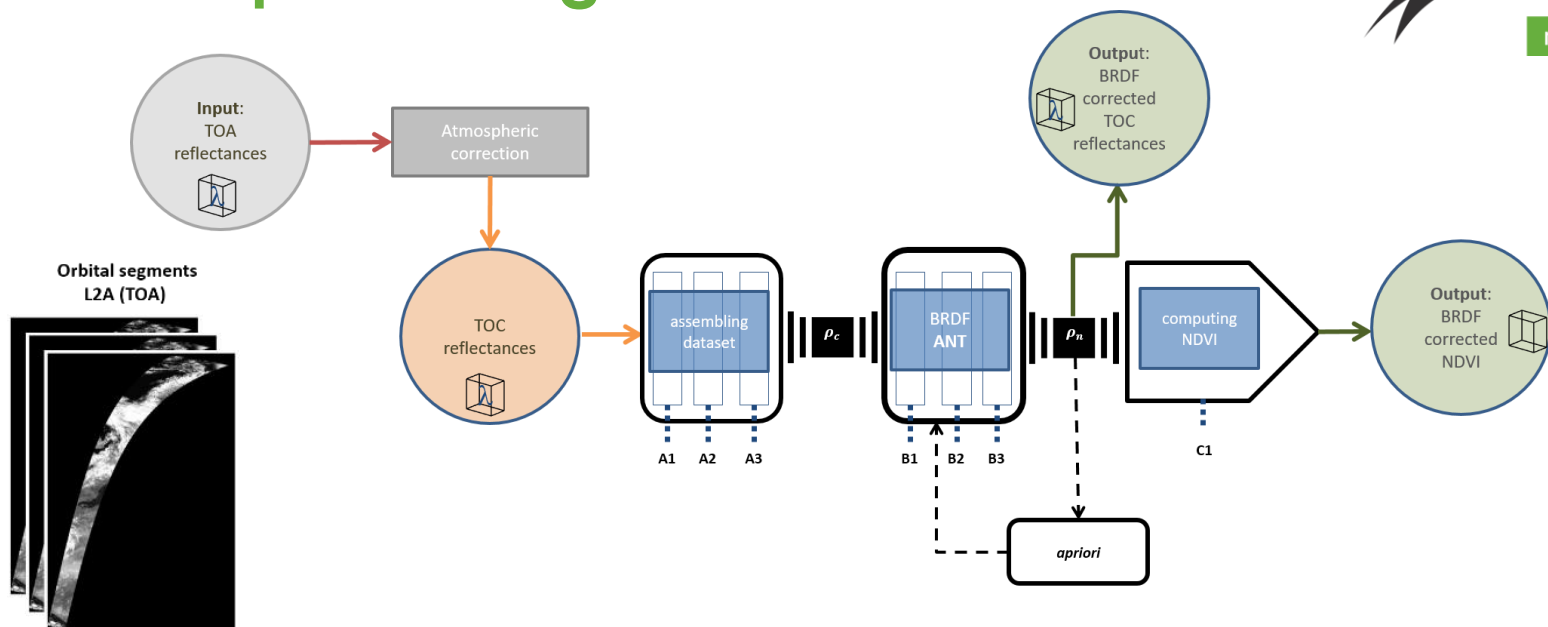 Input:
TOA
reflectances
λ
Atmospheric
correction
Output:
BRDF
corrected
TOC
reflectances
λ
Orbital segments
L2A (TOA)
TOC
reflectances
λ
assembling
dataset
A1 A2 A3
ρc
BRDF
ANT
B1 B2 B3
ρn
computing
NDVI
C1
Output:
BRDF
corrected
NDVI
apriori